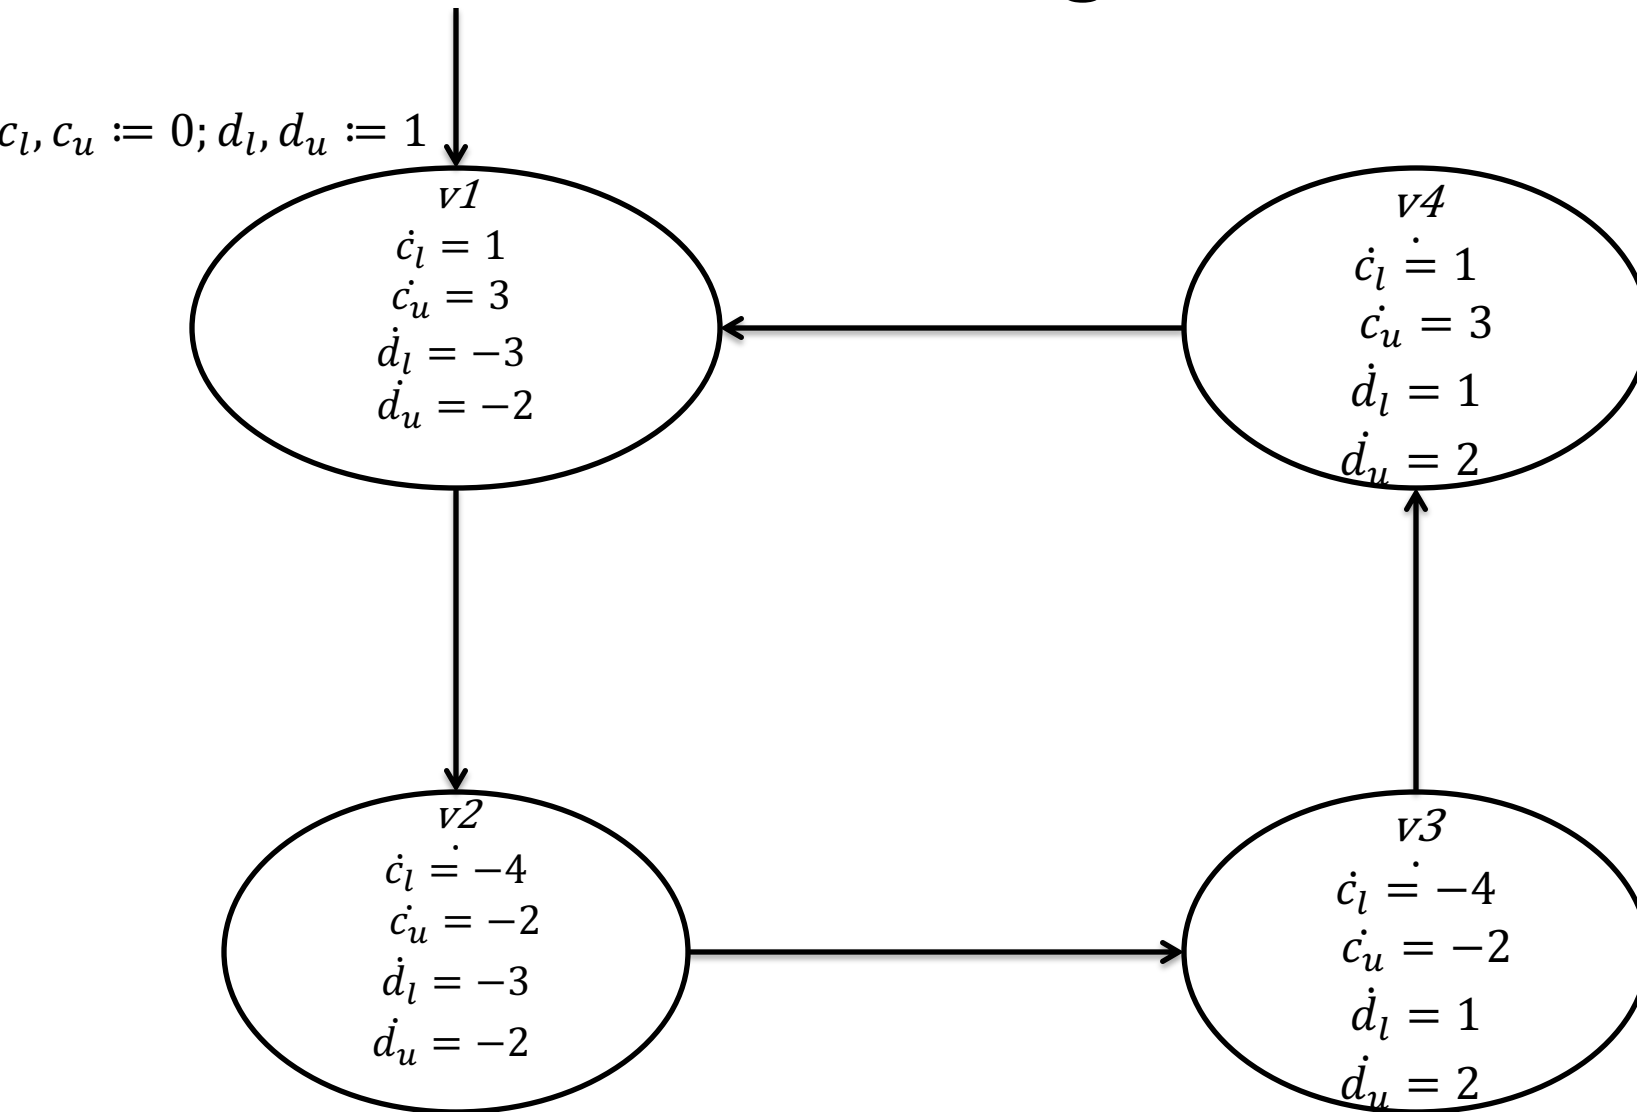 c_l, c_u := 0; d_l, d_u := 1
v1
ċ_l = 1
ċ_u = 3
ḋ_l = −3
ḋ_u = −2
v4
ċ_l = 1
ċ_u = 3
ḋ_l = 1
ḋ_u = 2
v2
ċ_l = −4
ċ_u = −2
ḋ_l = −3
ḋ_u = −2
v3
ċ_l = −4
ċ_u = −2
ḋ_l = 1
ḋ_u = 2